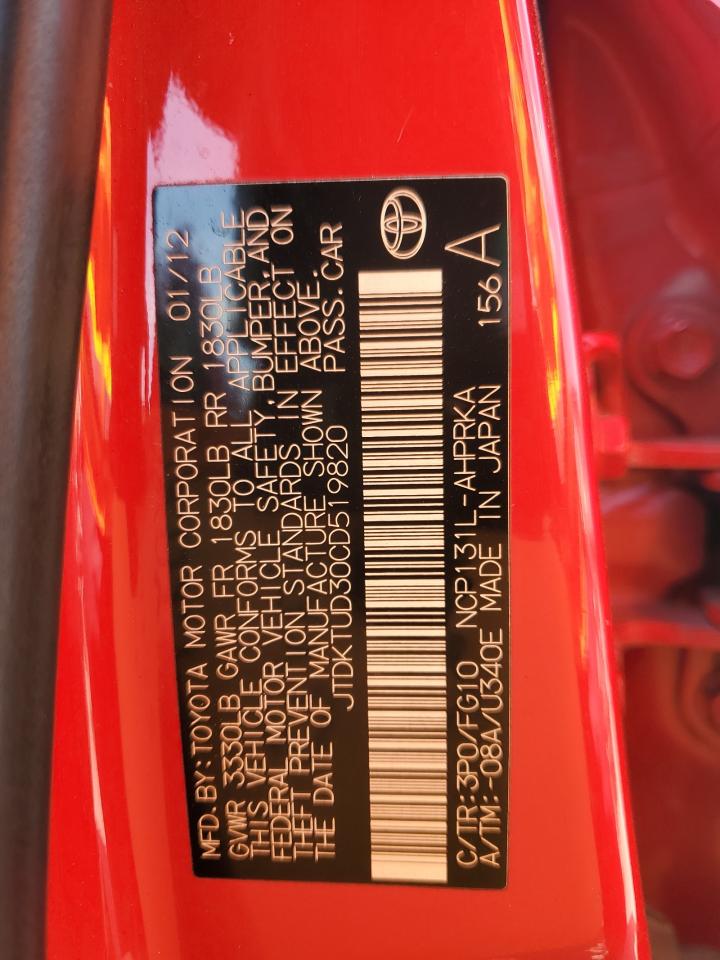 MFD.BY:TOYOTA MOTOR CORPORATION 01/12
GVWR 3330LB GAWR FR 1830LB RR 1830LB
THIS VEHICLE CONFORMS TO ALL APPLICABLE
FEDERAL MOTOR VEHICLE SAFETY,BUMPER,AND
THEFT PREVENTION STANDARDS IN EFFECT ON
THE DATE OF MANUFACTURE SHOWN ABOVE.
JTDKTUD30CD519820 PASS.CAR
C/TR:3P0/FG10 NCP131L-AHPRKA
A/TM:-08A/U340E MADE IN JAPAN 156 A